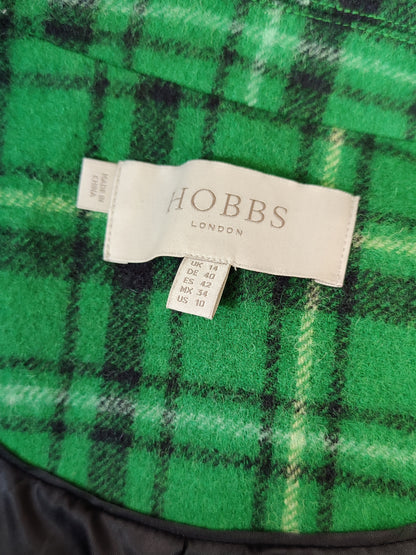 MADE IN
CHINA
HOBBS
LONDON
UK 14
DE 40
ES 42
MX 34
US 10